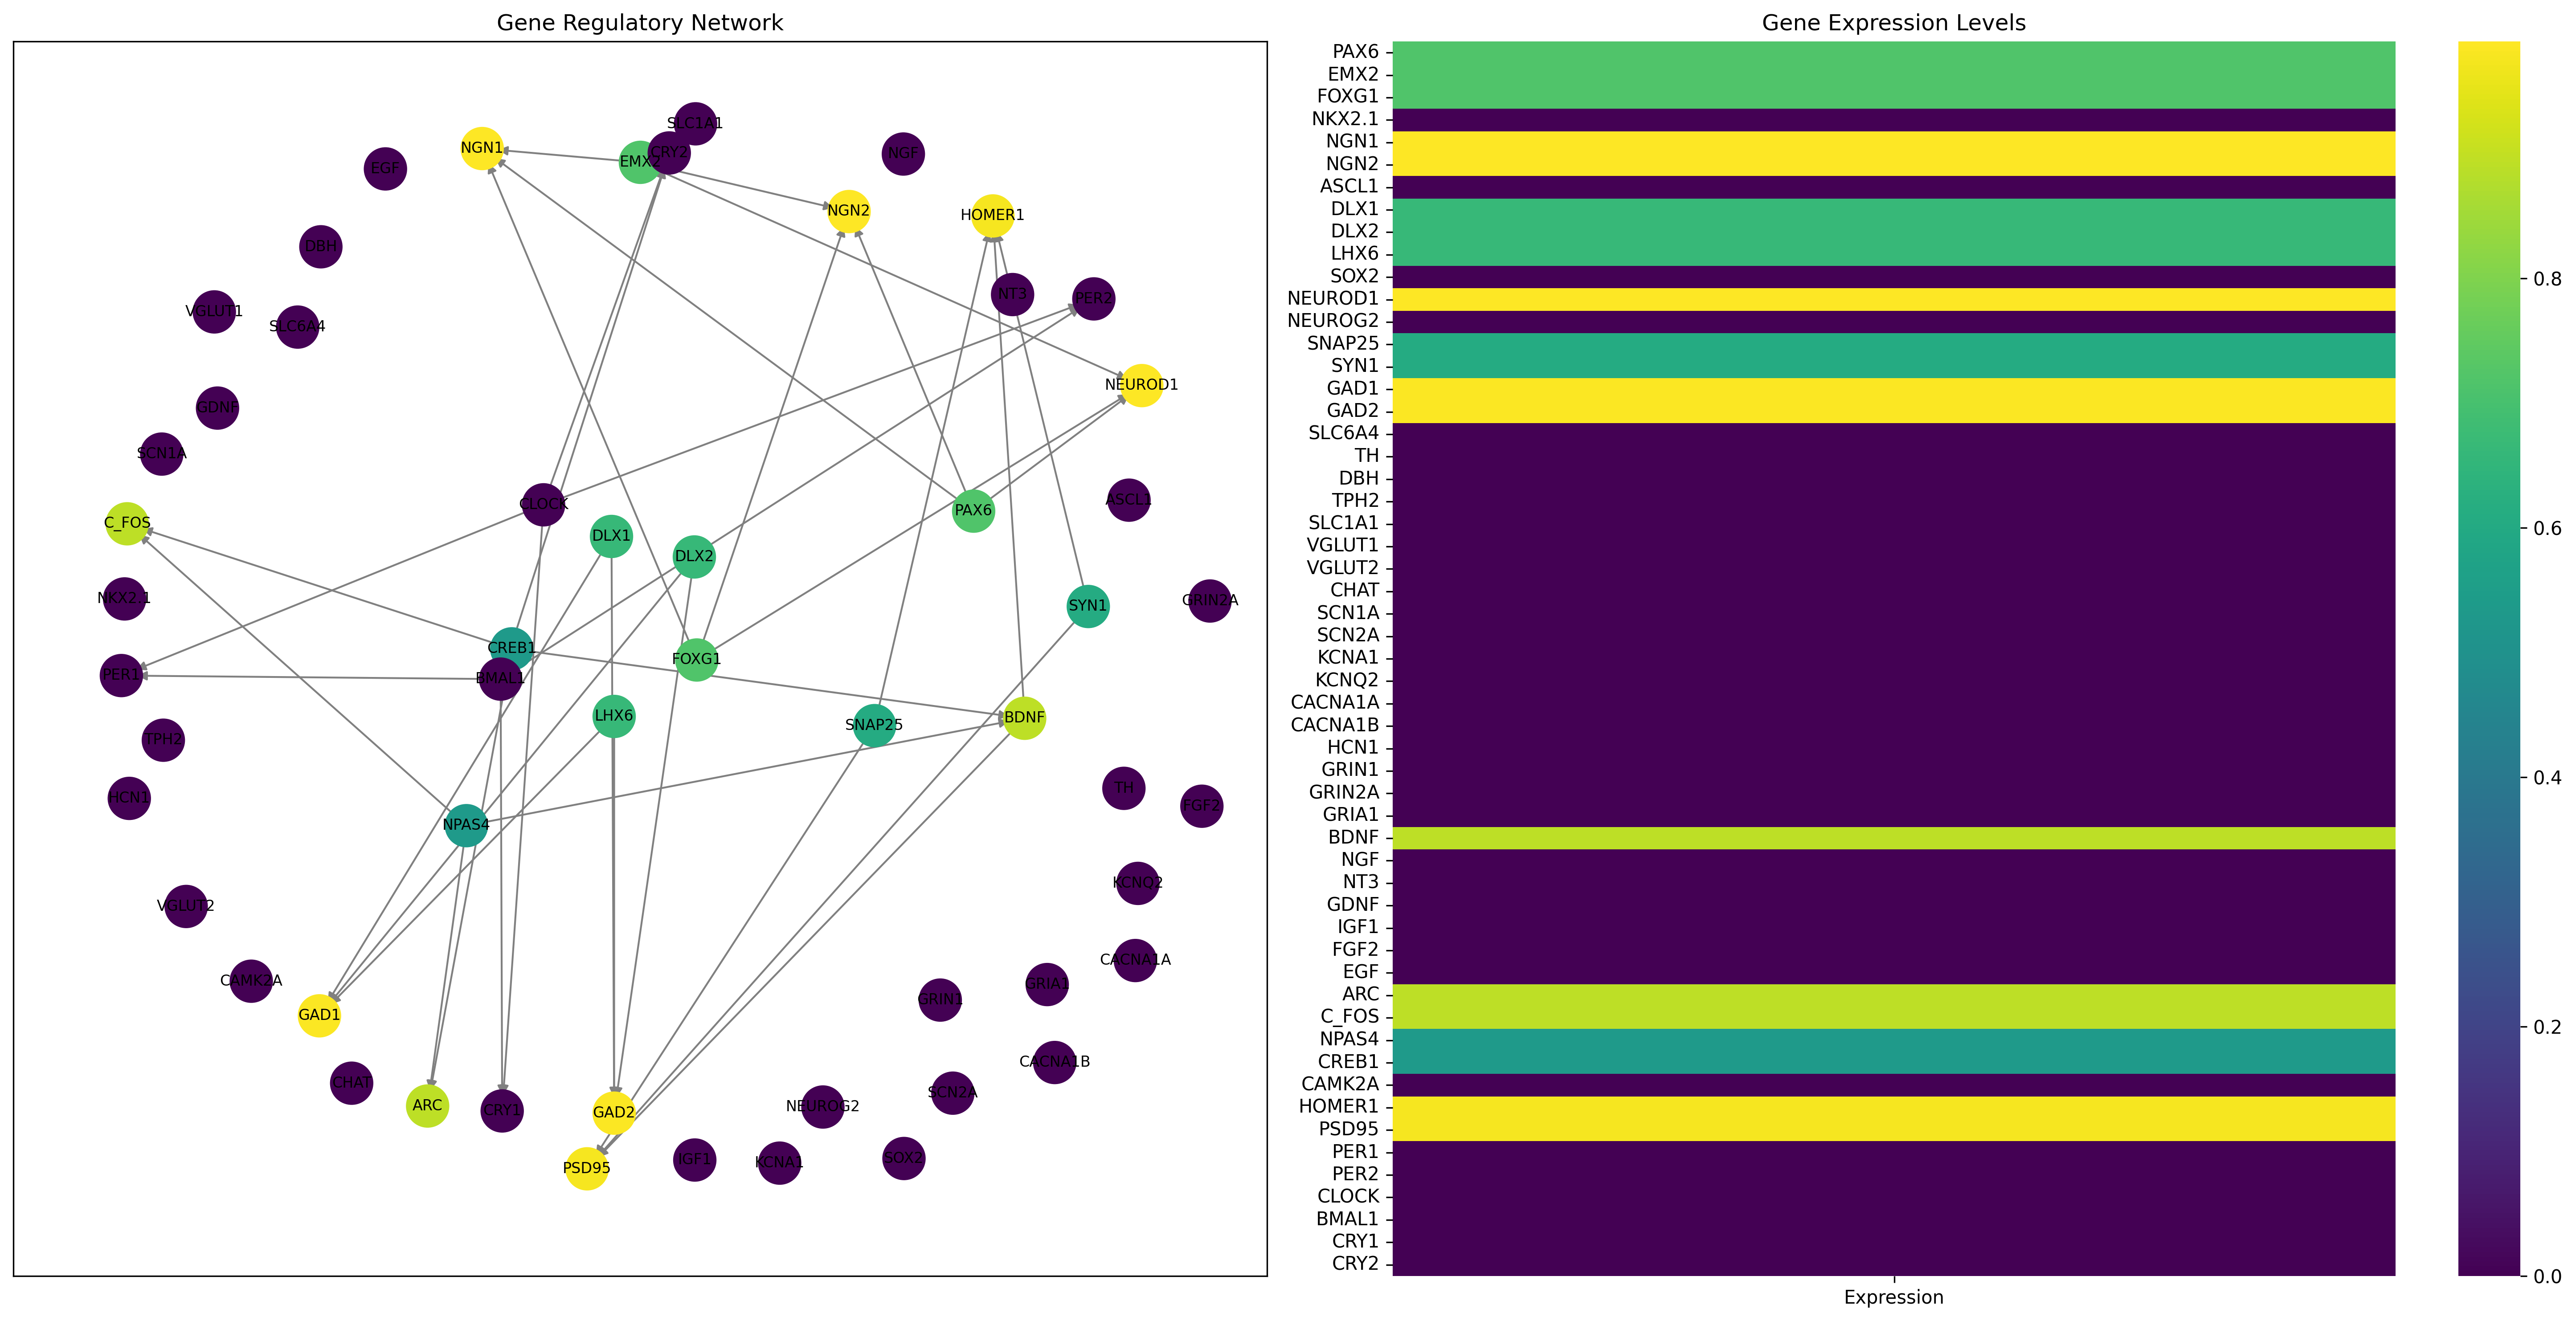 Gene Regulatory Network
SLC1A1
NGN1
CRY2
NGF
EMX2
EGF
NGN2
HOMER1
DBH
NT3
PER2
VGLUT1
SLC6A4
NEUROD1
GDNF
SCN1A
ASCL1
CLOCK
PAX6
C_FOS
DLX1
DLX2
NKX2.1
GRIN2A
SYN1
CREB1
FOXG1
PER1
BMAL1
LHX6
BDNF
SNAP25
TPH2
TH
HCN1
FGF2
NPAS4
KCNQ2
VGLUT2
CACNA1A
CAMK2A
GRIA1
GRIN1
GAD1
CACNA1B
CHAT
SCN2A
ARC
NEUROG2
CRY1
GAD2
SOX2
IGF1
KCNA1
PSD95
Gene Expression Levels
PAX6
EMX2
FOXG1
NKX2.1
NGN1
NGN2
ASCL1
DLX1
DLX2
LHX6
SOX2
NEUROD1
NEUROG2
SNAP25
SYN1
GAD1
GAD2
SLC6A4
TH
DBH
TPH2
SLC1A1
VGLUT1
VGLUT2
CHAT
SCN1A
SCN2A
KCNA1
KCNQ2
CACNA1A
CACNA1B
HCN1
GRIN1
GRIN2A
GRIA1
BDNF
NGF
NT3
GDNF
IGF1
FGF2
EGF
ARC
C_FOS
NPAS4
CREB1
CAMK2A
HOMER1
PSD95
PER1
PER2
CLOCK
BMAL1
CRY1
CRY2
Expression
0.8
0.6
0.4
0.2
0.0